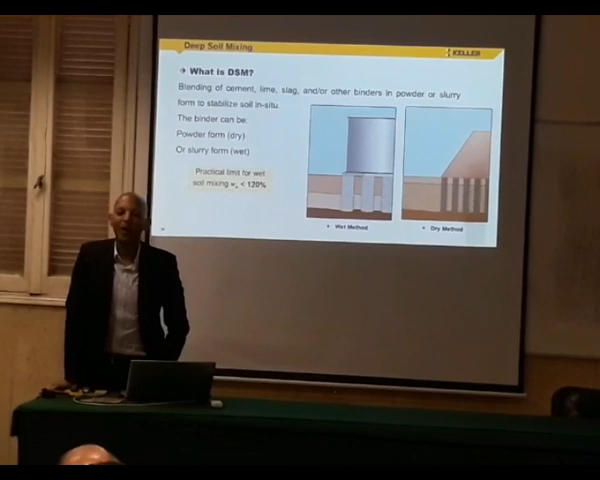 Deep Soil Mixing
KELLER
What is DSM?
Blending of cement, lime, slag, and/or other binders in powder or slurry
form to stabilize soil in-situ.
The binder can be:
Powder form (dry)
Or slurry form (wet)
Practical limit for wet
soil mixing
< 120%
Wet Method
Dry Method